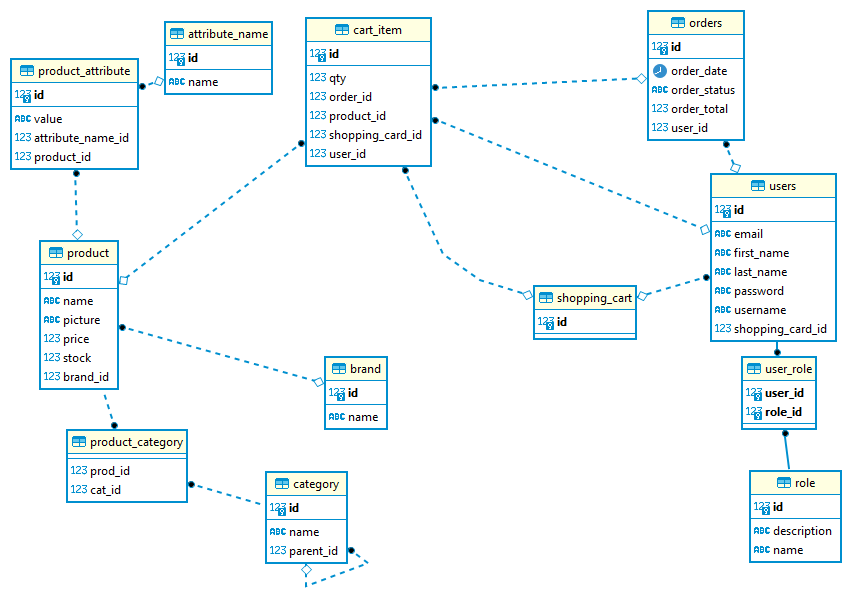 attribute_name
123 id
ABC name
product_attribute
123 id
ABC value
123 attribute_name_id
123 product_id
cart_item
123 id
123 qty
123 order_id
123 product_id
123 shopping_card_id
123 user_id
orders
123 id
order_date
ABC order_status
123 order_total
123 user_id
users
123 id
ABC email
ABC first_name
ABC last_name
ABC password
ABC username
123 shopping_card_id
product
123 id
ABC name
ABC picture
123 price
123 stock
123 brand_id
shopping_cart
123 id
brand
123 id
ABC name
user_role
123 user_id
123 role_id
product_category
123 prod_id
123 cat_id
category
123 id
ABC name
123 parent_id
role
123 id
ABC description
ABC name